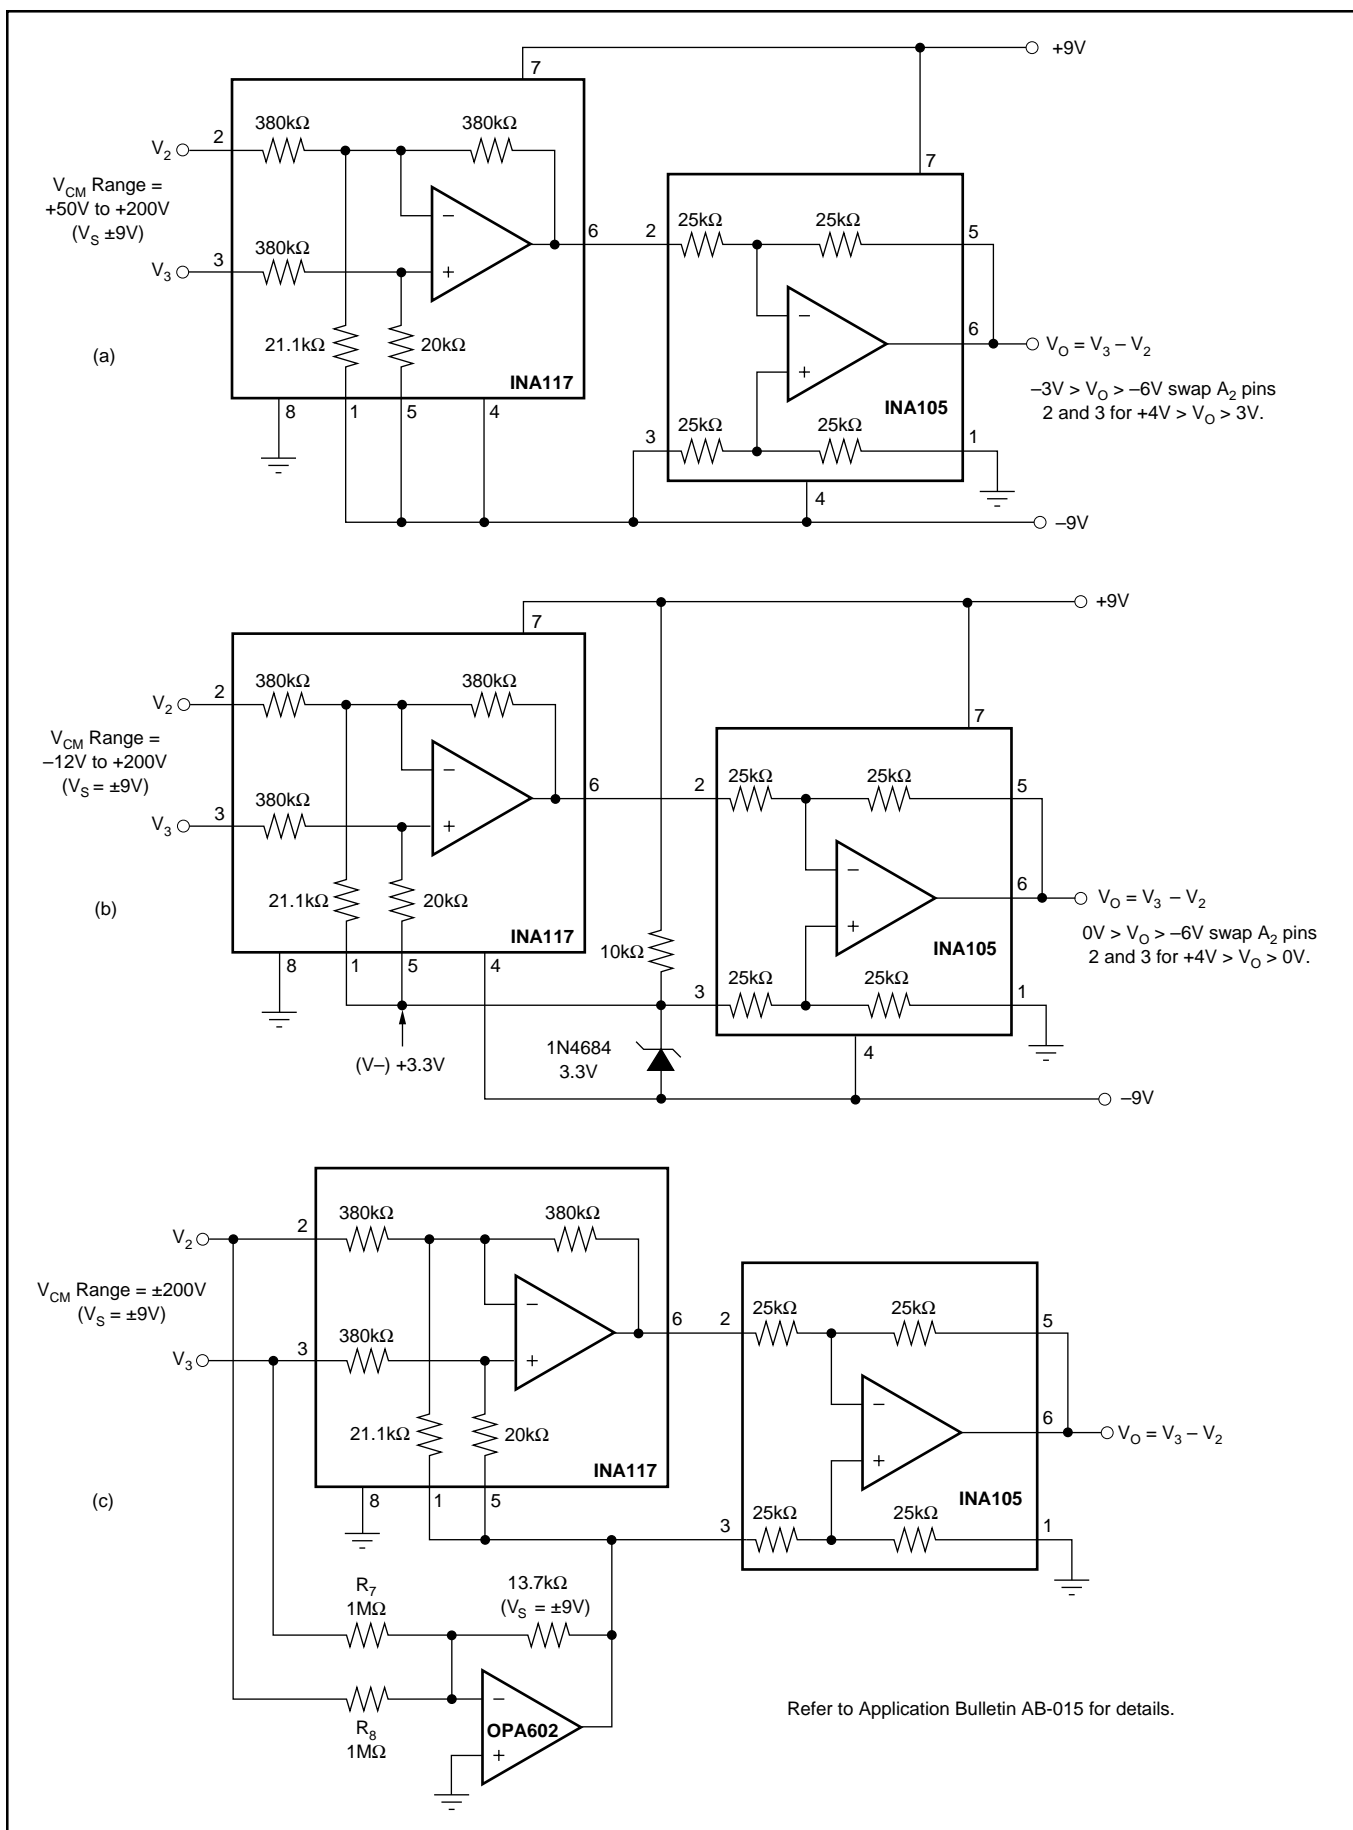 +9V
7
380kΩ
380kΩ
V2
2
VCM Range =
+50V to +200V
(VS ±9V)
7
–
6
2
25kΩ
25kΩ
5
380kΩ
V3
3
+
–
6
VO = V3 – V2
21.1kΩ
20kΩ
(a)
INA117
+
INA105
–3V > VO > –6V swap A2 pins
2 and 3 for +4V > VO > 3V.
8
1
5
4
3
25kΩ
25kΩ
1
4
–9V
+9V
7
380kΩ
380kΩ
V2
2
VCM Range =
–12V to +200V
(VS = ±9V)
7
–
6
2
25kΩ
25kΩ
5
380kΩ
V3
3
+
–
6
VO = V3 – V2
21.1kΩ
20kΩ
(b)
INA117
+
INA105
0V > VO > –6V swap A2 pins
2 and 3 for +4V > VO > 0V.
10kΩ
8
1
5
4
3
25kΩ
25kΩ
1
(V–) +3.3V
1N4684
3.3V
4
–9V
380kΩ
380kΩ
V2
2
VCM Range = ±200V
(VS = ±9V)
–
6
2
25kΩ
25kΩ
5
380kΩ
V3
3
+
–
6
VO = V3 – V2
21.1kΩ
20kΩ
(c)
INA117
+
INA105
8
1
5
3
25kΩ
25kΩ
1
R7
1MΩ
13.7kΩ
(VS = ±9V)
R8
1MΩ
–
OPA602
+
Refer to Application Bulletin AB-015 for details.